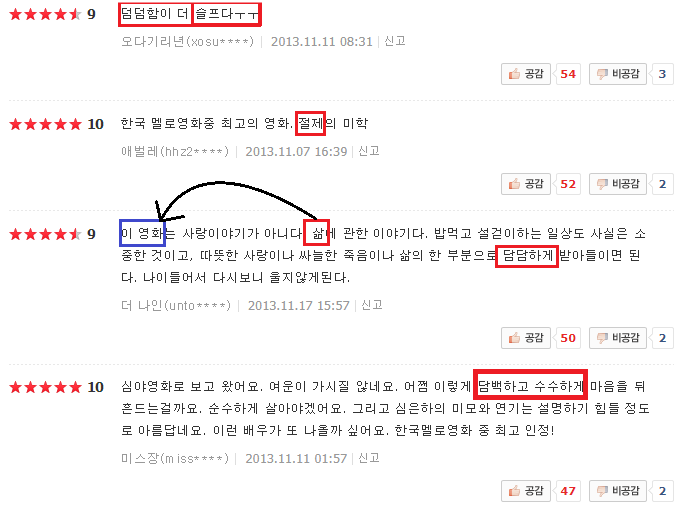 9 덤덤함이 더 슬프다ㅜㅜ
오다기리년(xosu****) | 2013.11.11 08:31 | 신고
공감 54 비공감 3
10 한국 멜로영화중 최고의 영화. 절제의 미학
애벌레(hhz2****) | 2013.11.07 16:39 | 신고
공감 52 비공감 2
9 이 영화는 사랑이야기가 아니다. 삶에 관한 이야기다. 밥먹고 설걷이하는 일상도 사실은 소
중한 것이고, 따뜻한 사랑이나 싸늘한 죽음이나 삶의 한 부분으로 담담하게 받아들이면 된
다. 나이들어서 다시보니 울지않게된다.
더 나인(unto****) | 2013.11.17 15:57 | 신고
공감 50 비공감 2
10 심야영화로 보고 왔어요. 여운이 가시질 않네요. 어쩜 이렇게 담백하고 수수하게 마음을 뒤
흔드는걸까요. 순수하게 살아야겠어요. 그리고 심은하의 미모와 연기는 설명하기 힘들 정도
로 아름답네요. 이런 배우가 또 나올까 싶어요. 한국멜로영화 중 최고 인정!
미스장(miss****) | 2013.11.11 01:57 | 신고
공감 47 비공감 2